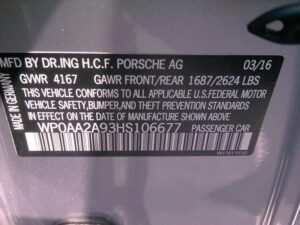 MFD BY DR.ING H.C.F. PORSCHE AG 03/16
GVWR 4167 GAWR FRONT/REAR 1687/2624 LBS
THIS VEHICLE CONFORMS TO ALL APPLICABLE U.S.FEDERAL MOTOR
VEHICLE SAFETY, BUMPER, AND THEFT PREVENTION STANDARDS
IN EFFECT ON THE DATE OF MANUFACTURE SHOWN ABOVE
WP0AA2A93HS106677 PASSENGER CAR
MADE IN GERMANY